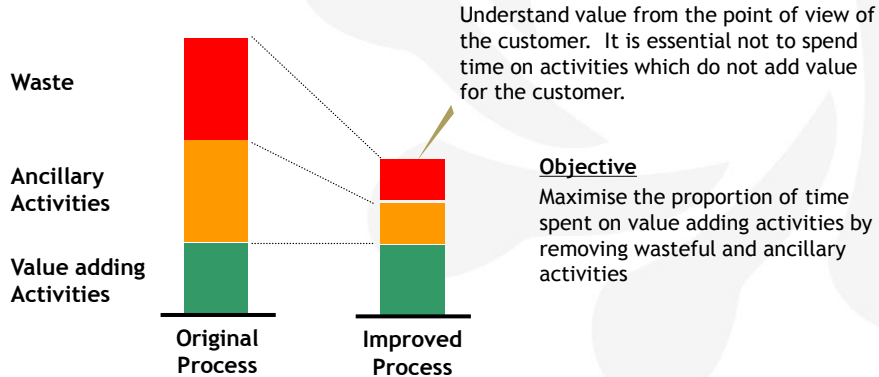 Understand value from the point of view of
the customer.  It is essential not to spend
time on activities which do not add value
for the customer.
Waste
Ancillary
Activities
Value adding
Activities
Objective
Maximise the proportion of time
spent on value adding activities by
removing wasteful and ancillary
activities
Original
Process
Improved
Process